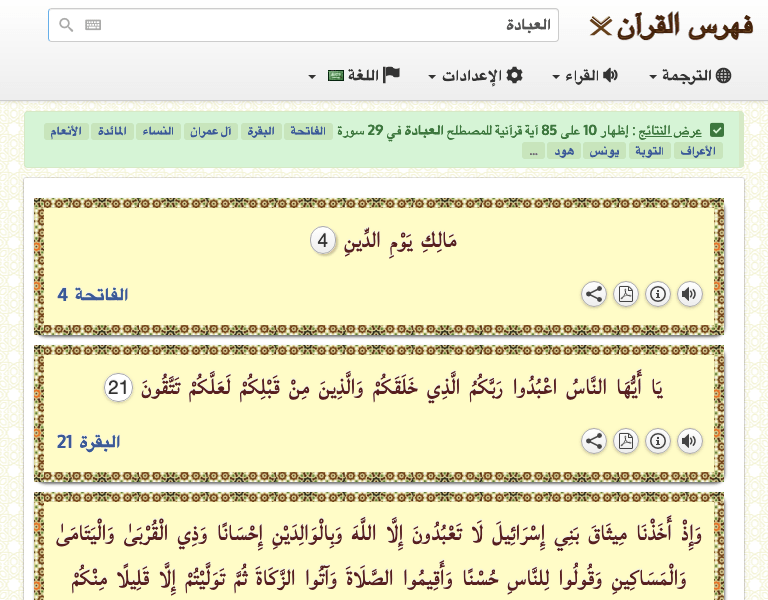 فهرس القرآن
العبادة
الترجمة القراء الإعدادات اللغة
عرض النتائج : إظهار 10 على 85 آية قرآنية للمصطلح العبادة في 29 سورة الفاتحة البقرة آل عمران النساء المائدة الأنعام
الأعراف التوبة يونس هود ...
مَالِكِ يَوْمِ الدِّينِ 4
الفاتحة 4
يَا أَيُّهَا النَّاسُ اعْبُدُوا رَبَّكُمُ الَّذِي خَلَقَكُمْ وَالَّذِينَ مِنْ قَبْلِكُمْ لَعَلَّكُمْ تَتَّقُونَ 21
البقرة 21
وَإِذْ أَخَذْنَا مِيثَاقَ بَنِي إِسْرَائِيلَ لَا تَعْبُدُونَ إِلَّا اللَّهَ وَبِالْوَالِدَيْنِ إِحْسَانًا وَذِي الْقُرْبَىٰ وَالْيَتَامَىٰ
وَالْمَسَاكِينِ وَقُولُوا لِلنَّاسِ حُسْنًا وَأَقِيمُوا الصَّلَاةَ وَآتُوا الزَّكَاةَ ثُمَّ تَوَلَّيْتُمْ إِلَّا قَلِيلًا مِنْكُمْ